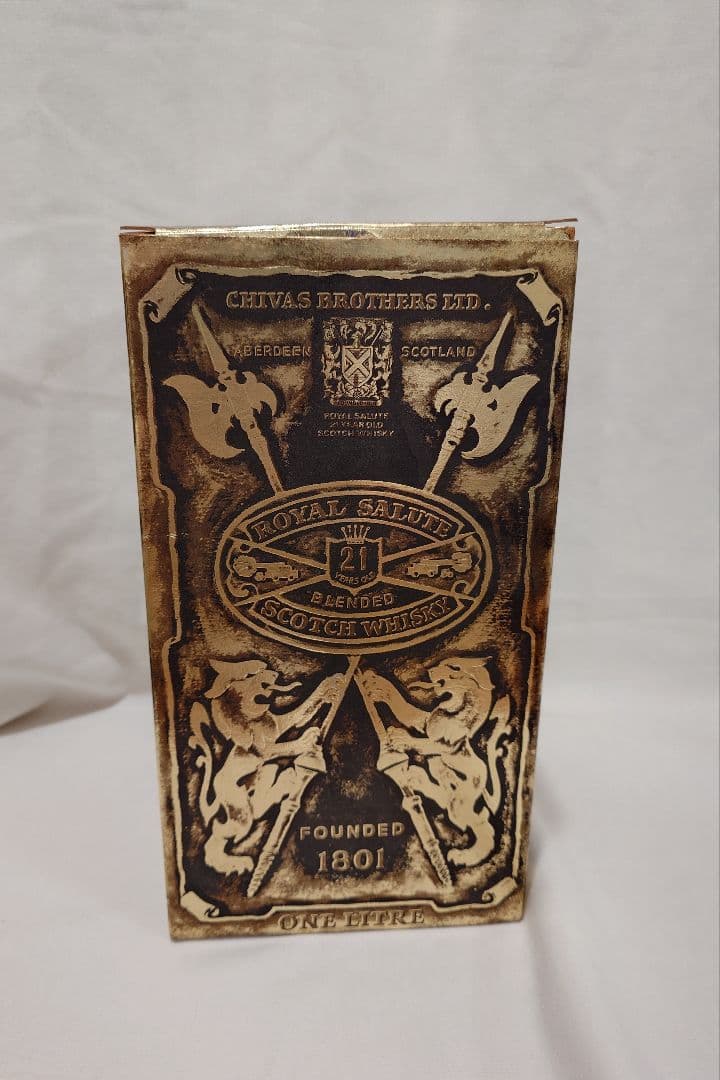 CHIVAS BROTHERS LTD.
ABERDEEN SCOTLAND
ROYAL SALUTE
21 YEAR OLD
SCOTCH WHISKY
ROYAL SALUTE
21
YEARS OLD
BLENDED
SCOTCH WHISKY
FOUNDED
1801
ONE LITRE